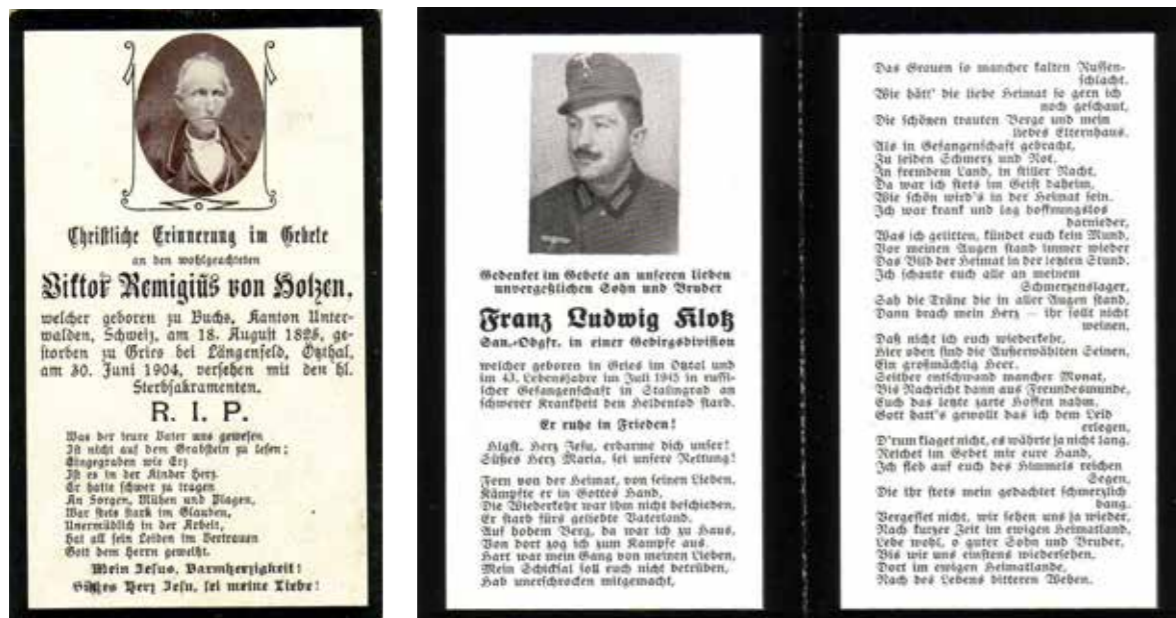 Christliche Erinnerung im Gebete
an den wohlgeachteten
Viktor Remigius von Holzen,
welcher geboren zu Buchs, Kanton Unter-
walden, Schweiz, am 18. August 1828, ge-
storben zu Gries bei Längenfeld, Ötzthal,
am 30. Juni 1904, versehen mit den hl.
Sterbsakramenten.
R. I. P.
Was der teure Vater uns gewesen
Ist nicht auf dem Grabstein zu lesen;
Eingegraben wie Erz
Ist es in der Kinder Herz.
Er hatte schwer zu tragen
An Sorgen, Mühen und Plagen,
War stets stark im Glauben,
Unermüdlich in der Arbeit,
Hat all sein Leiden im Vertrauen
Gott dem Herrn geweiht.
Mein Jesus, Barmherzigkeit!
Süßes Herz Jesu, sei meine Liebe!
Gedenket im Gebete an unseren lieben
unvergeßlichen Sohn und Bruder
Franz Ludwig Klotz
San.-Obgfr. in einer Gebirgsdivision
welcher geboren in Gries im Ötztal und
im 43. Lebensjahre im Juli 1943 in russi-
scher Gefangenschaft in Stalingrad an
schwerer Krankheit den Heldentod starb.
Er ruhe in Frieden!
Hlgst. Herz Jesu, erbarme dich unser!
Süßes Herz Maria, sei unsere Rettung!
Fern von der Heimat, von seinen Lieben,
Kämpfte er in Gottes Hand,
Die Wiederkehr war ihm nicht beschieden,
Er starb fürs geliebte Vaterland.
Auf hohem Berg, da war ich zu Haus,
Von dort zog ich zum Kampfe aus.
Hart war mein Gang von meinen Lieben,
Mein Schicksal soll euch nicht betrüben,
Hab unerschrocken mitgemacht,
Das Grauen so mancher kalten Russen-
schlacht.
Wie hätt' die liebe Heimat so gern ich
noch geschaut,
Die schönen trauten Berge und mein
liebes Elternhaus.
Als in Gefangenschaft gebracht,
Zu leiden Schmerz und Not,
In fremdem Land, in stiller Nacht,
Da war ich stets im Geist daheim,
Wie schön wird's in der Heimat sein.
Ich war krank und lag hoffnungslos
darnieder,
Was ich gelitten, kündet euch kein Mund,
Vor meinen Augen stand immer wieder
Das Bild der Heimat in der letzten Stund.
Ich schaute euch alle an meinem
Schmerzenslager,
Sah die Träne die in aller Augen stand,
Dann brach mein Herz — ihr sollt nicht
weinen,
Daß nicht ich euch wiederkehr,
Hier oben sind die Auserwählten Seinen,
Ein großmächtig Heer.
Seither entschwand mancher Monat,
Bis Nachricht dann aus Freundesmunde,
Euch das letzte zarte Hoffen nahm.
Gott hatt's gewollt das ich dem Leid
erlegen,
D'rum klaget nicht, es währte ja nicht lang.
Reichet im Gebet mir eure Hand,
Ich fleh auf euch des Himmels reichen
Segen,
Die ihr stets mein gedachtet schmerzlich
bang.
Vergesset nicht, wir sehen uns ja wieder,
Nach kurzer Zeit im ewigen Heimatland,
Lebe wohl, o guter Sohn und Bruder,
Bis wir uns einstens wiedersehen,
Dort im ewigen Heimatlande,
Nach des Lebens bitteren Wehen.